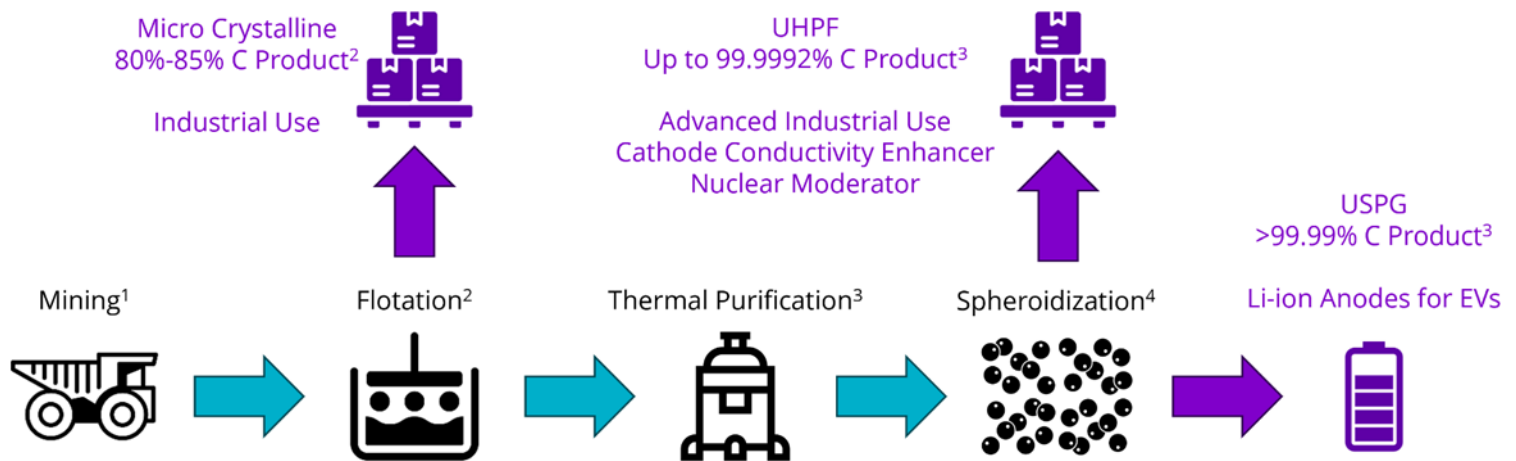 Micro Crystalline
80%-85% C Product²
Industrial Use
UHPF
Up to 99.9992% C Product³
Advanced Industrial Use
Cathode Conductivity Enhancer
Nuclear Moderator
USPG
>99.99% C Product³
Li-ion Anodes for EVs
Mining¹
Flotation²
Thermal Purification³
Spheroidization⁴